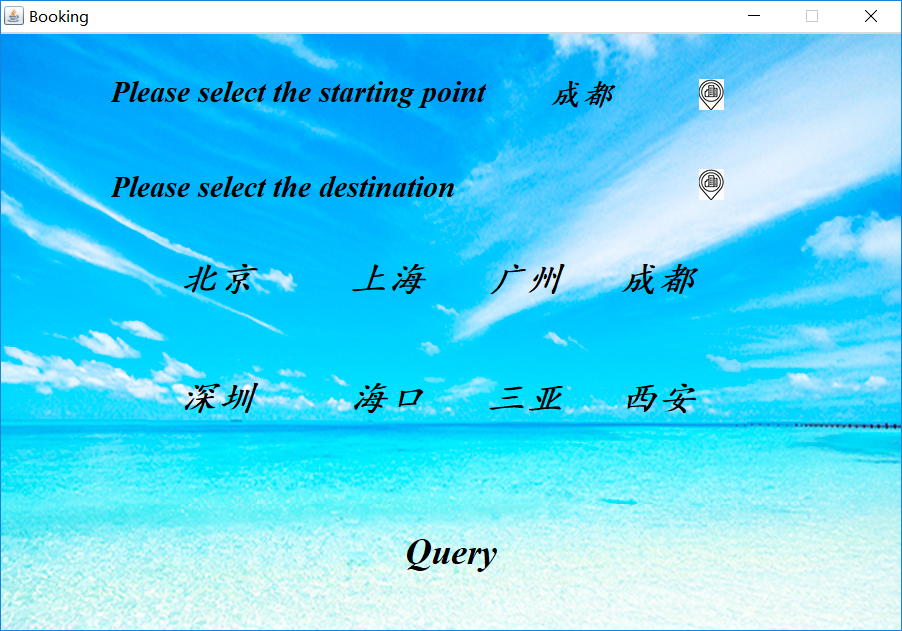 Booking
Please select the starting point 成都
Please select the destination
北京 上海 广州 成都
深圳 海口 三亚 西安
Query